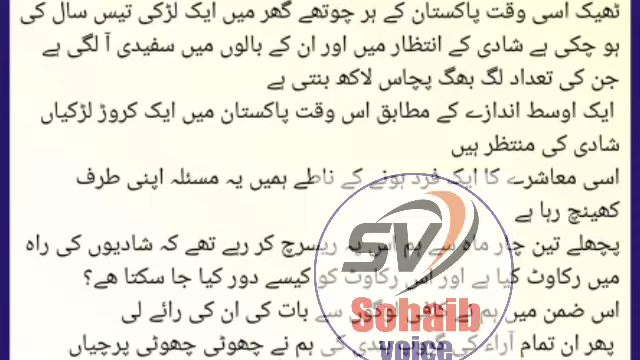 ٹھیک اسی وقت پاکستان کے ہر چوتھے گھر میں ایک لڑکی تیس سال کی
ہو چکی ہے شادی کے انتظار میں اور ان کے بالوں میں سفیدی آ لگی ہے
جن کی تعداد لگ بھگ پچاس لاکھ بنتی ہے
ایک اوسط اندازے کے مطابق اس وقت پاکستان میں ایک کروڑ لڑکیاں
شادی کی منتظر ہیں
اسی معاشرے کا ایک فرد ہونے کے ناطے ہمیں یہ مسئلہ اپنی طرف
کھینچ رہا ہے
پچھلے تین چار ماہ سے ہم اس پہ ریسرچ کر رہے تھے کہ شادیوں کی راہ
میں رکاوٹ کیا ہے اور اس رکاوٹ کو کیسے دور کیا جا سکتا ھے؟
اس ضمن میں ہم نے کافی لوگوں سے بات کی ان کی رائے لی
پھر ان تمام آراء کی بندی کی ہم نے چھوٹی چھوٹی پرچیاں
SV
Sohaib
voice